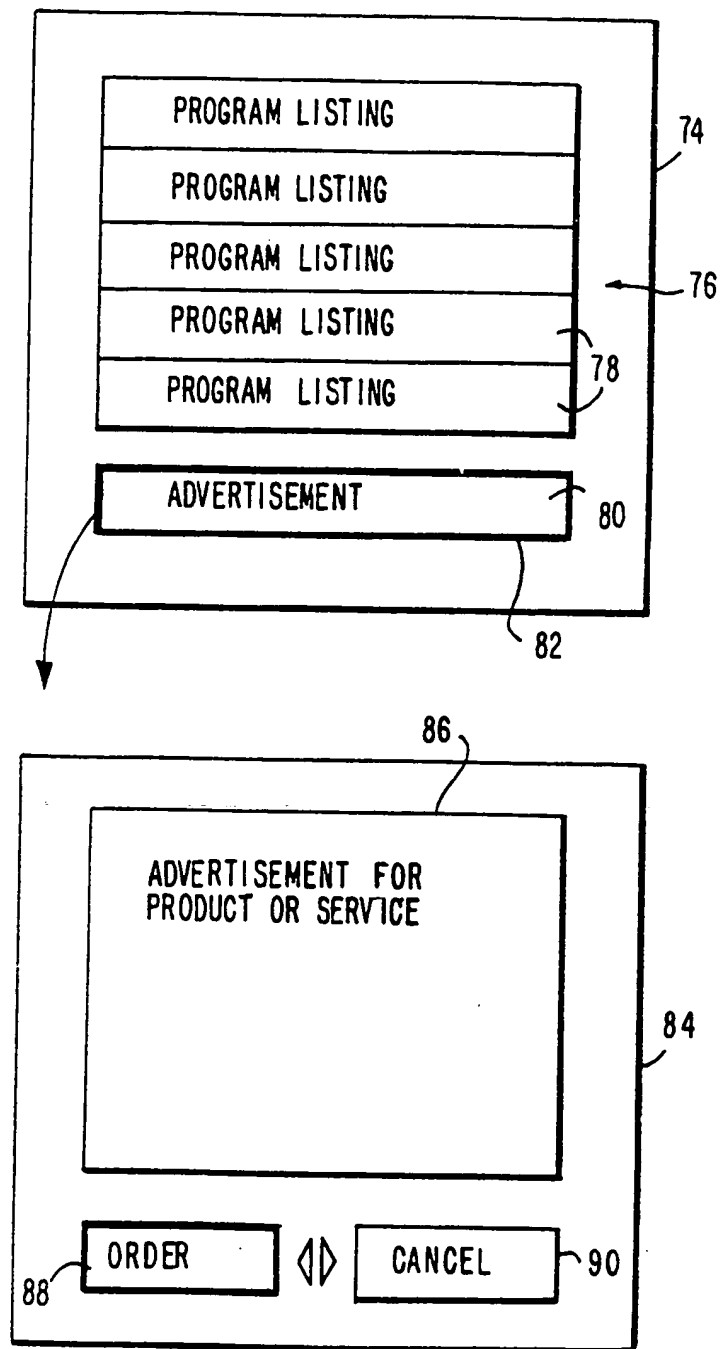 PROGRAM LISTING
74
PROGRAM LISTING
PROGRAM LISTING
76
PROGRAM LISTING
78
PROGRAM LISTING
ADVERTISEMENT
80
82
86
ADVERTISEMENT FOR
PRODUCT OR SERVICE
84
ORDER
CANCEL
90
88